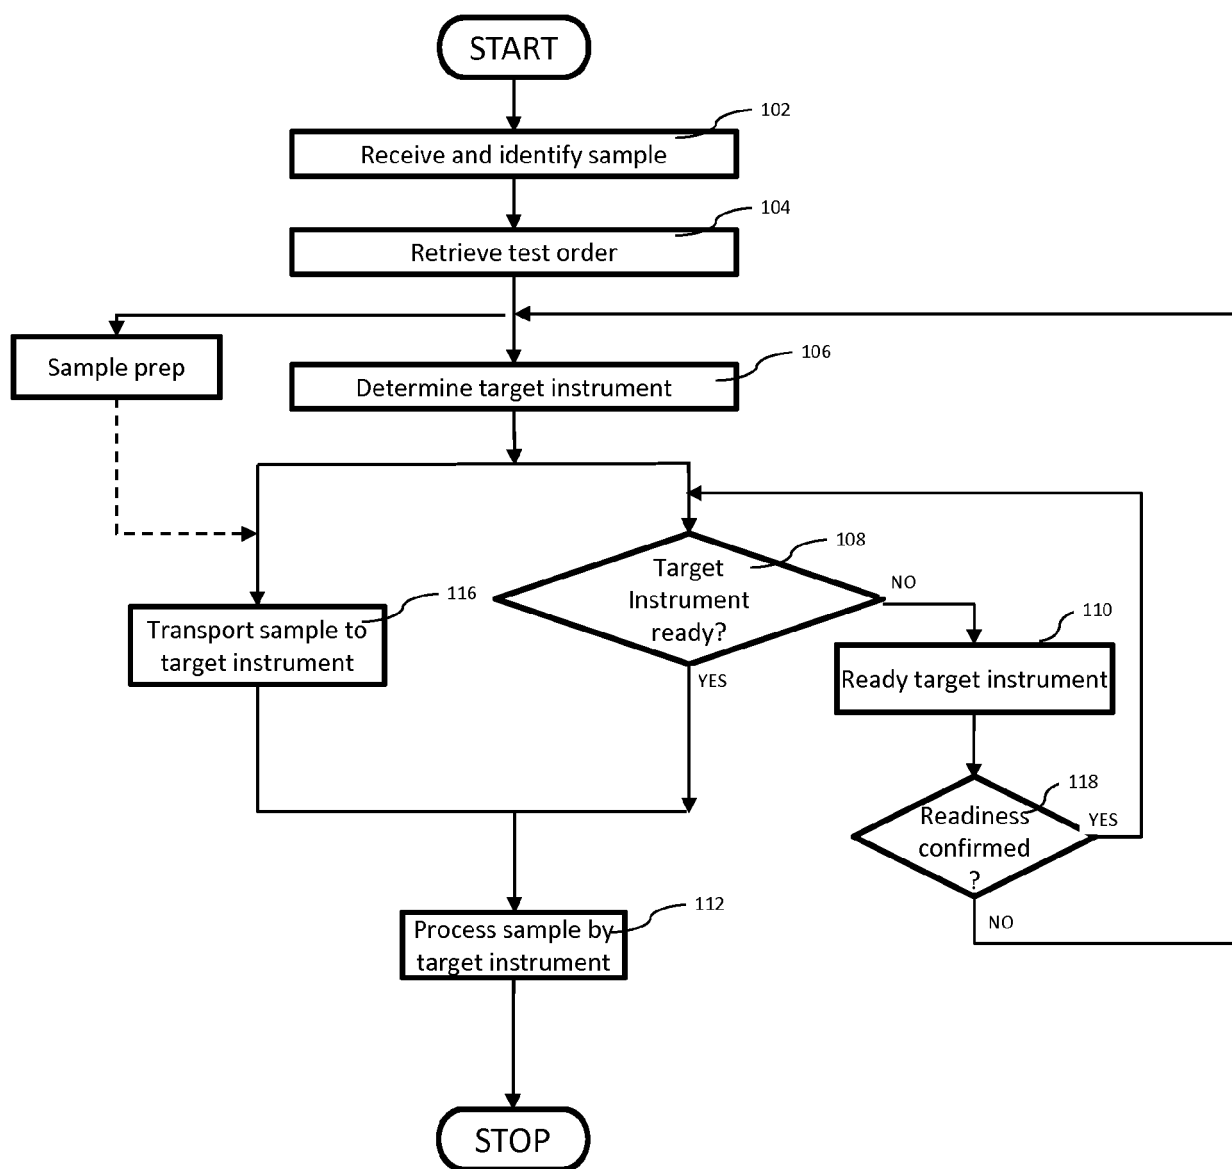 START
102
Receive and identify sample
104
Retrieve test order
Sample prep
106
Determine target instrument
108
Target
Instrument
ready?
NO
YES
116
Transport sample to
target instrument
110
Ready target instrument
118
Readiness
confirmed
?
YES
NO
112
Process sample by
target instrument
STOP